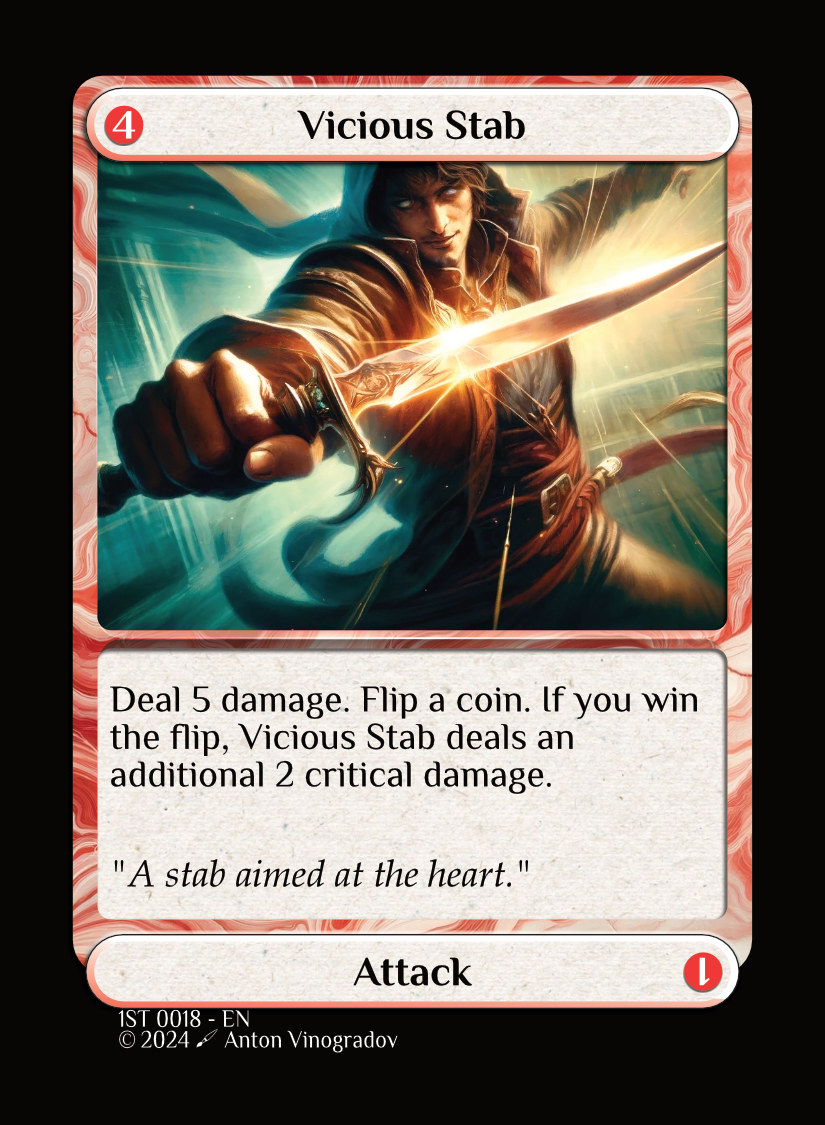 4 Vicious Stab
Deal 5 damage. Flip a coin. If you win
the flip, Vicious Stab deals an
additional 2 critical damage.
"A stab aimed at the heart."
Attack 1
1ST 0018 - EN
© 2024 Anton Vinogradov